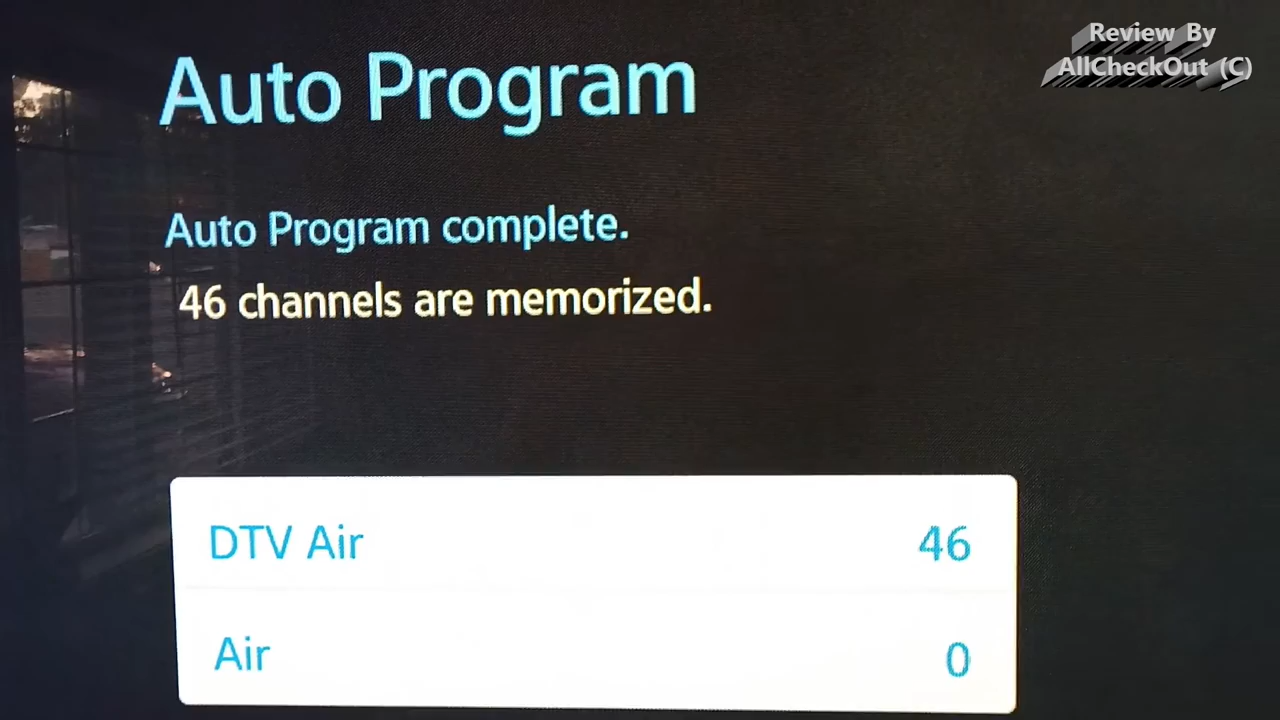 Review By
AllCheckOut (C)
Auto Program
Auto Program complete.
46 channels are memorized.
DTV Air 46
Air 0